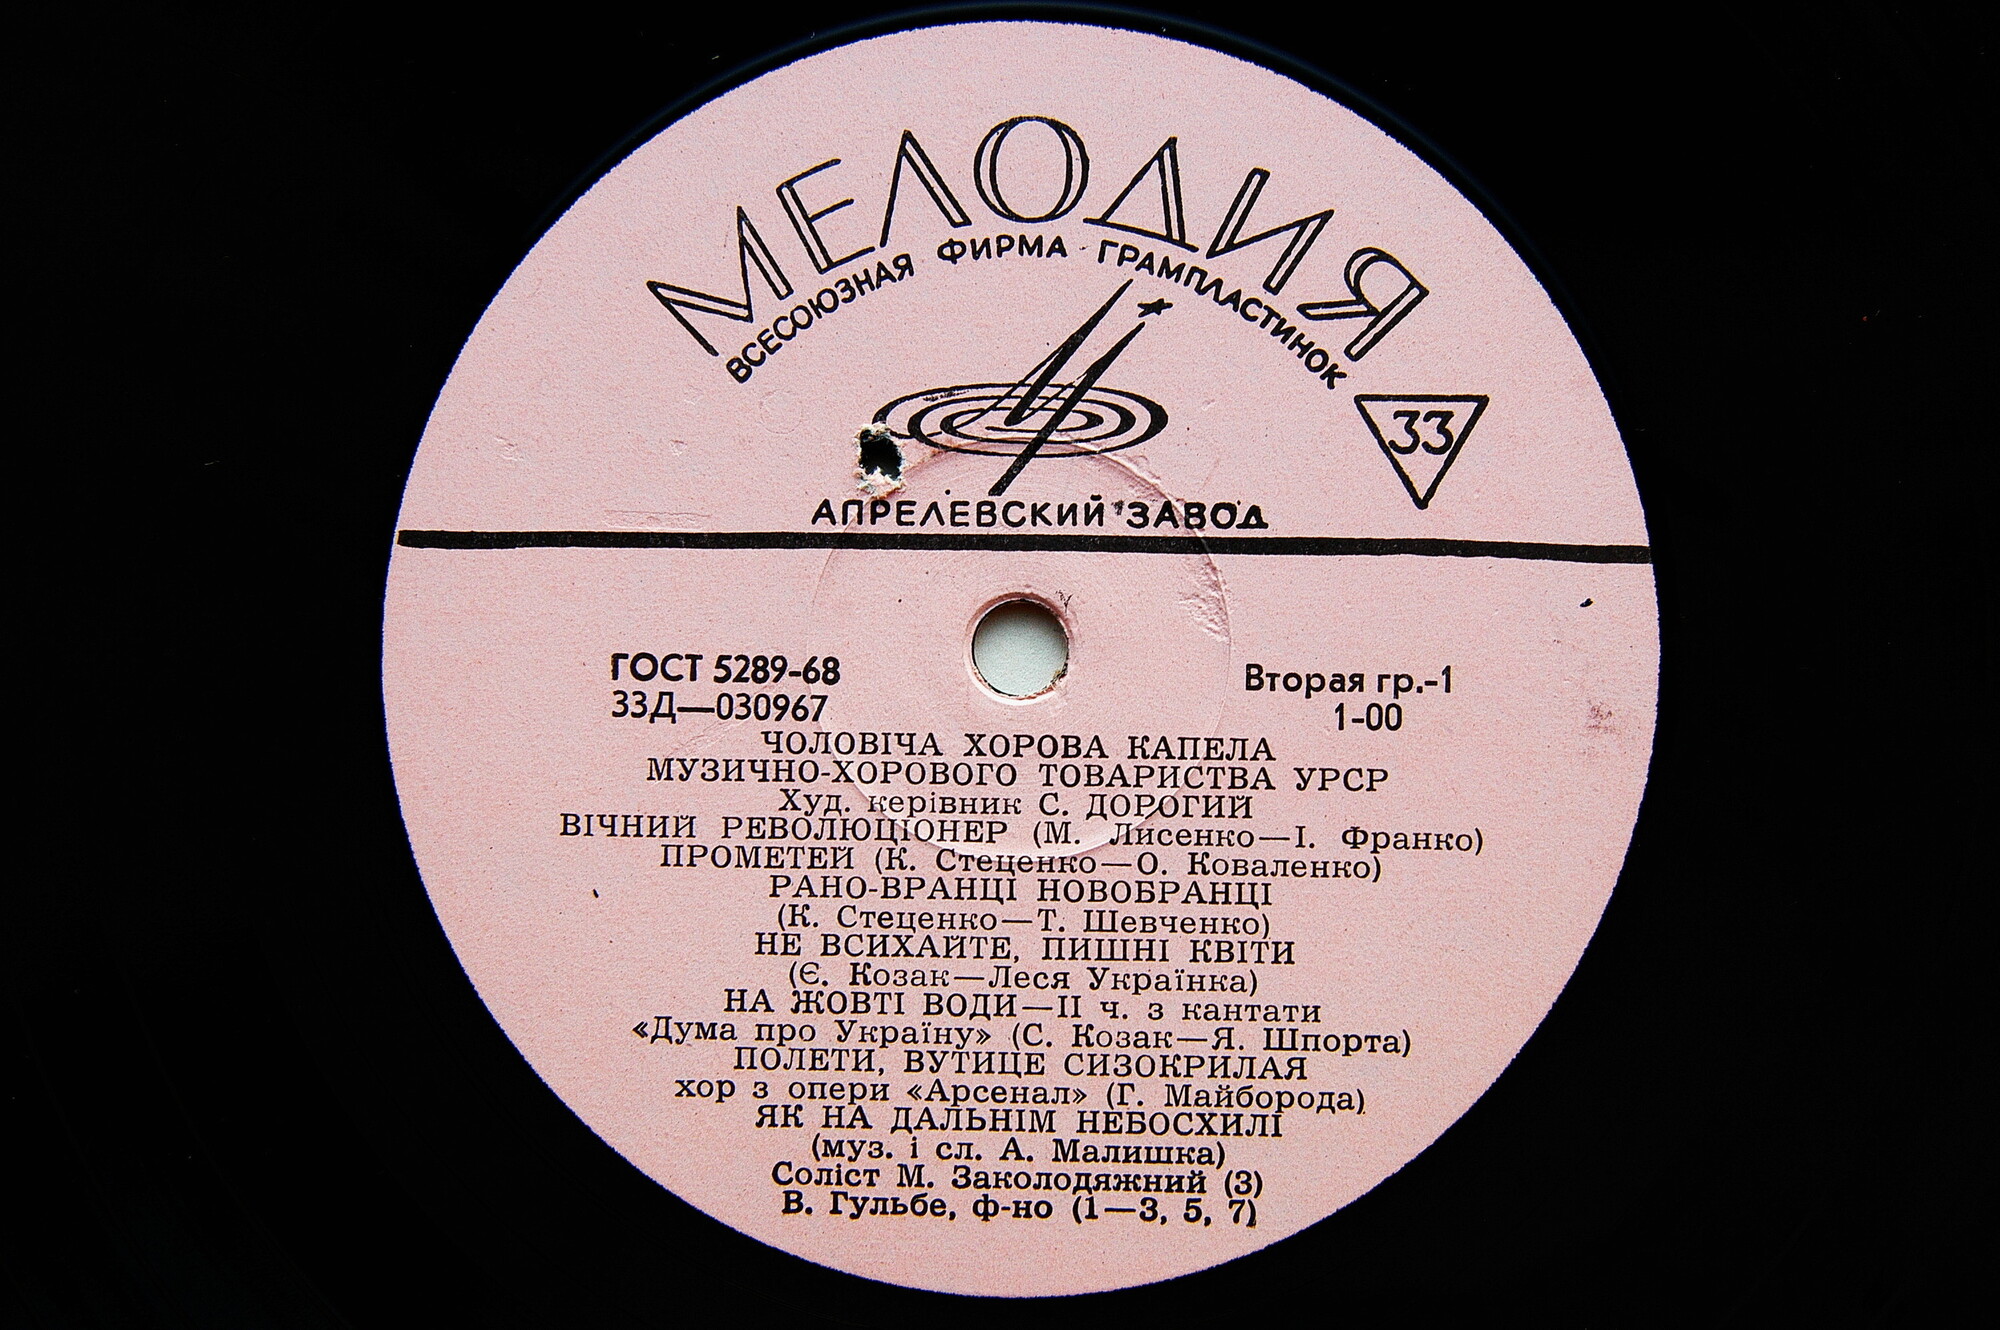 МЕЛОДИЯ
ВСЕСОЮЗНАЯ ФИРМА ГРАМПЛАСТИНОК
33
АПРЕЛЕВСКИЙ ЗАВОД
ГОСТ 5289-68
33Д—030967
Вторая гр.-1
1-00
ЧОЛОВІЧА ХОРОВА КАПЕЛА
МУЗИЧНО-ХОРОВОГО ТОВАРИСТВА УРСР
Худ. керівник С. ДОРОГИЙ
ВІЧНИЙ РЕВОЛЮЦІОНЕР (М. Лисенко—І. Франко)
ПРОМЕТЕЙ (К. Стеценко—О. Коваленко)
РАНО-ВРАНЦІ НОВОБРАНЦІ
(К. Стеценко—Т. Шевченко)
НЕ ВСИХАЙТЕ, ПИШНІ КВІТИ
(Є. Козак—Леся Українка)
НА ЖОВТІ ВОДИ—II ч. з кантати
«Дума про Україну» (С. Козак—Я. Шпорта)
ПОЛЕТИ, ВУТИЦЕ СИЗОКРИЛАЯ
хор з опери «Арсенал» (Г. Майборода)
ЯК НА ДАЛЬНІМ НЕБОСХИЛІ
(муз. і сл. А. Малишка)
Соліст М. Заколодяжний (3)
В. Гульбе, ф-но (1—3, 5, 7)